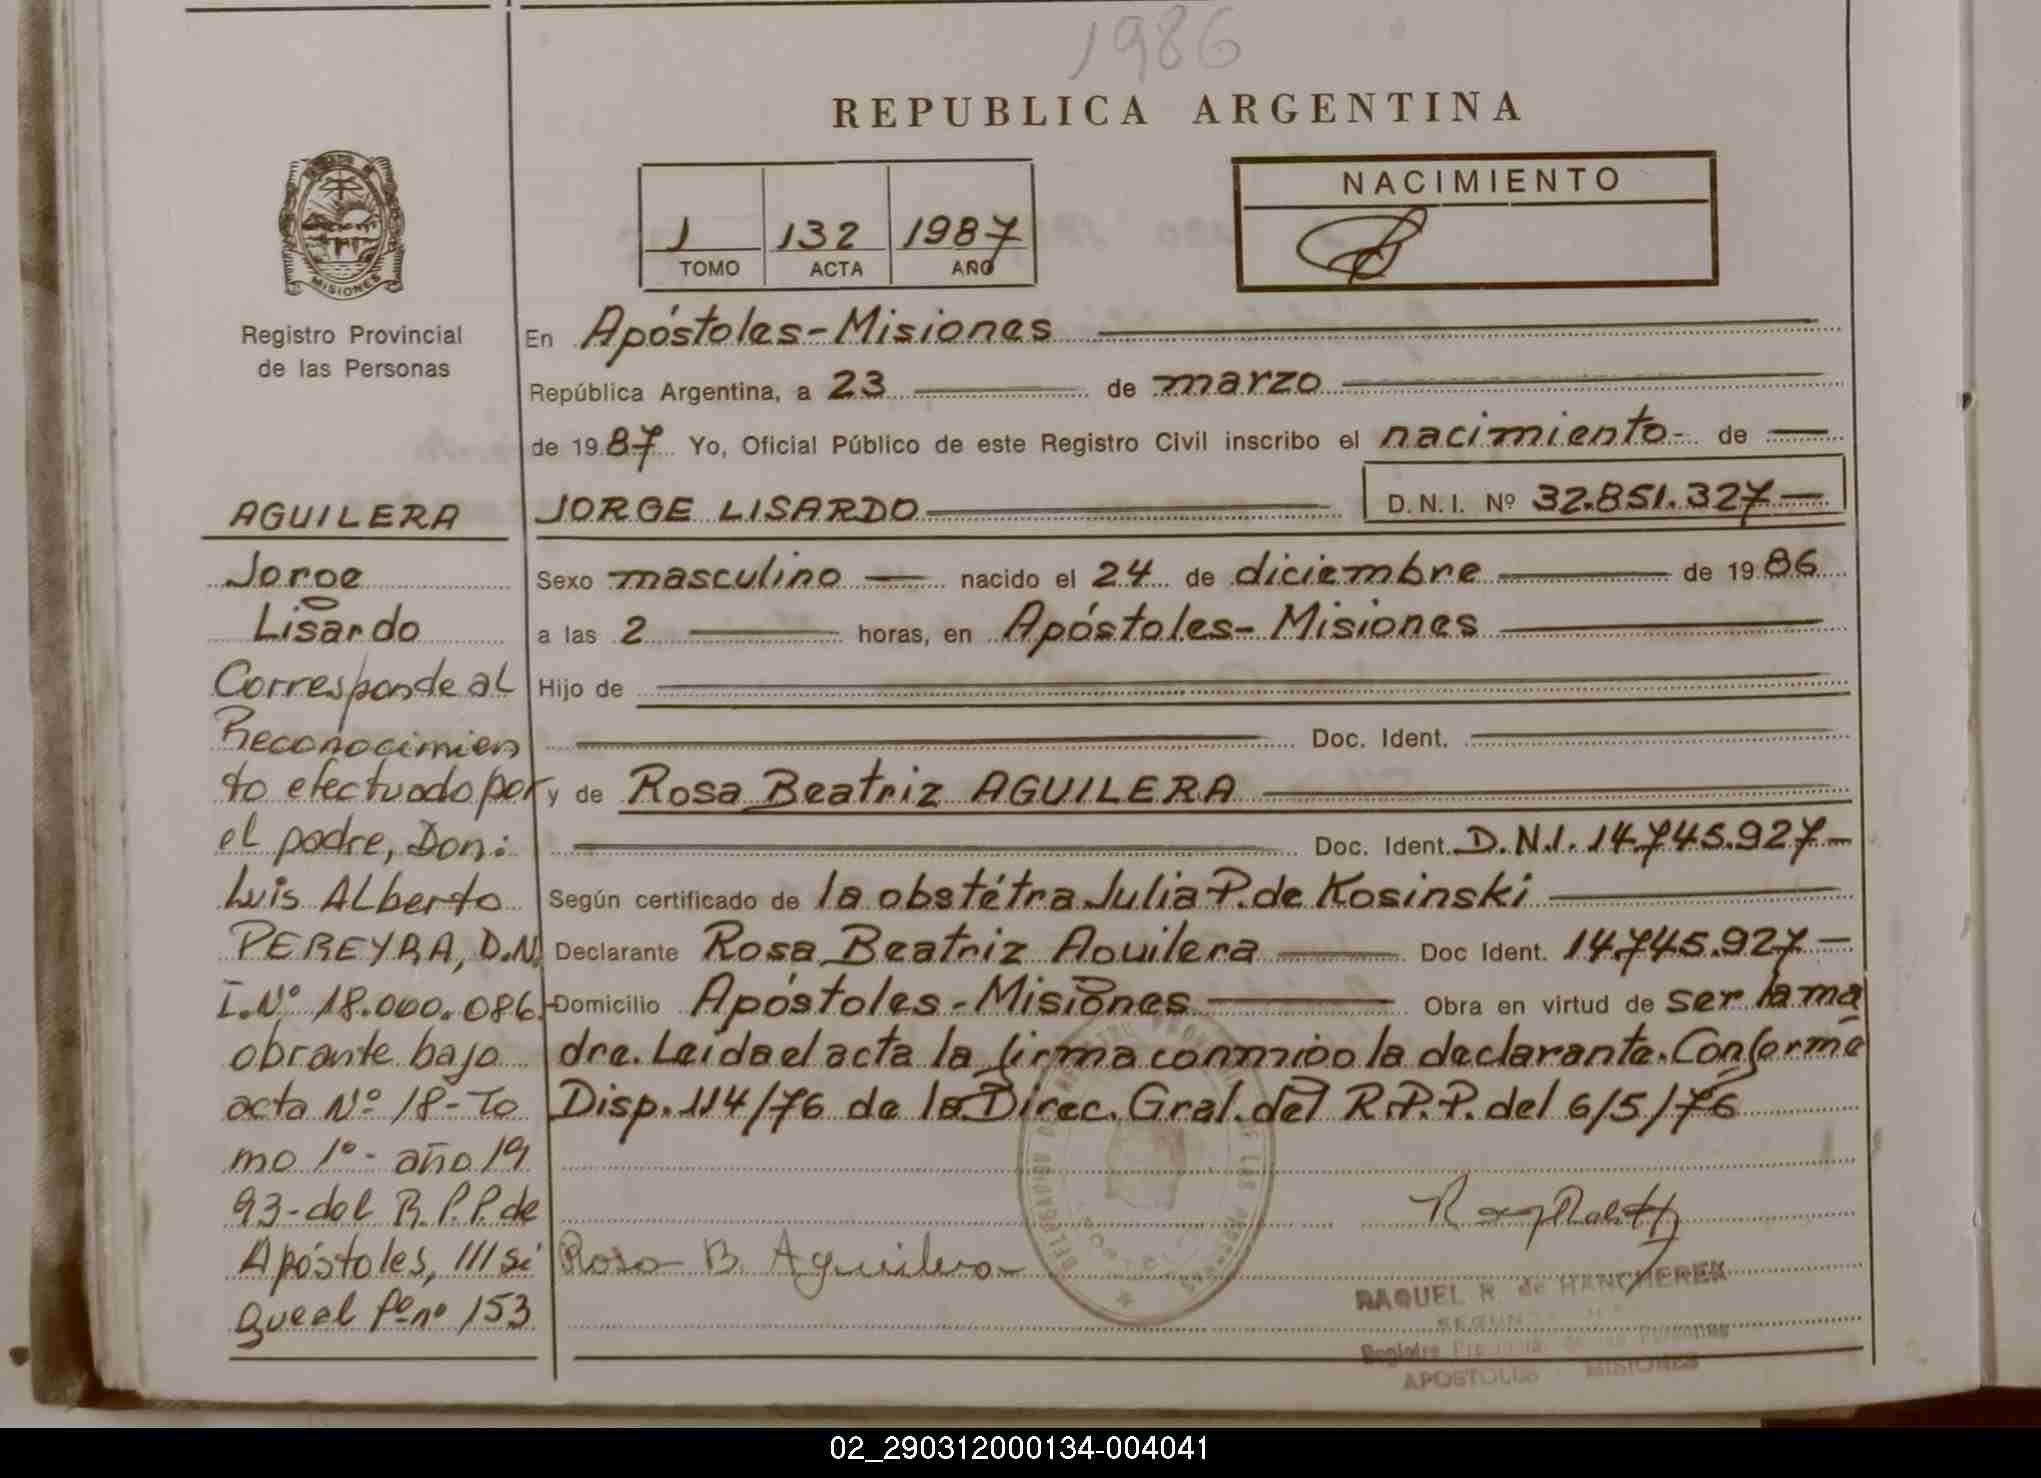 1986
REPUBLICA ARGENTINA
NACIMIENTO
1 132 1987
TOMO ACTA AÑO
MISIONES
Registro Provincial
de las Personas
En Apóstoles-Misiones
República Argentina, a 23 de marzo
de 1987 Yo, Oficial Público de este Registro Civil inscribo el nacimiento- de
JORGE LISARDO D.N.I. Nº 32.851.327
Sexo masculino nacido el 24 de diciembre de 1986
a las 2 horas, en Apóstoles- Misiones
Hijo de
Doc. Ident.
y de Rosa Beatriz AGUILERA
Doc. Ident. D.N.I. 14.745.927-
Según certificado de la obstétra Julia P. de Kosinski
Declarante Rosa Beatriz Aguilera Doc Ident. 14.745.927-
Domicilio Apóstoles-Misiones Obra en virtud de ser la ma
dre. Leida el acta la firma conmigo la declarante. Conforme
Disp. 114/76 de la Direc. Gral. del R.P.P. del 6/5/76
Rosa B. Aguilera
RAQUEL R. de HANCHEREK
Registro Provincial de las Personas
APOSTOLES MISIONES
AGUILERA
Jorge
Lisardo
Corresponde al
Reconocimien
to efectuado por
el padre, Don:
Luis ALberto
PEREYRA, D.N.
I.Nº 18.000.086.-
obrante bajo
acta Nº 18-To
mo 1º- año 19
93-del R.P.P. de
Apóstoles, /// si
gue al Fº nº 153
02_290312000134-004041